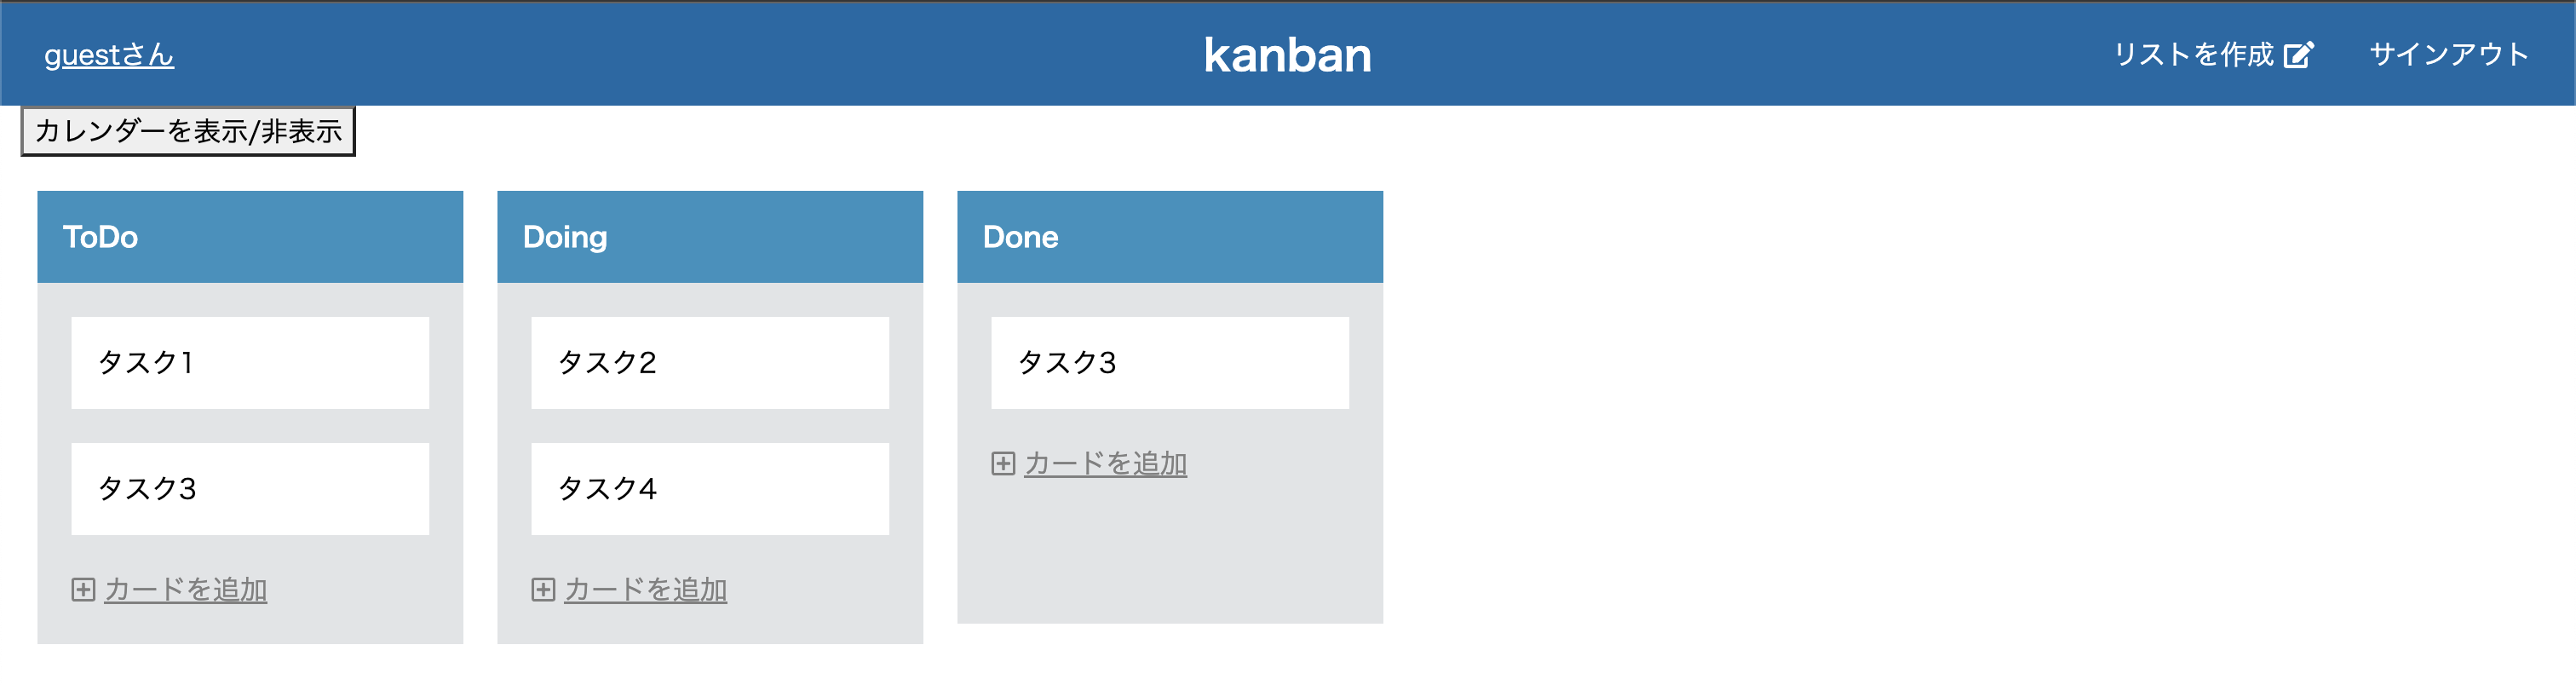 guestさん
kanban
リストを作成
サインアウト
カレンダーを表示/非表示
ToDo
タスク1
タスク3
カードを追加
Doing
タスク2
タスク4
カードを追加
Done
タスク3
カードを追加